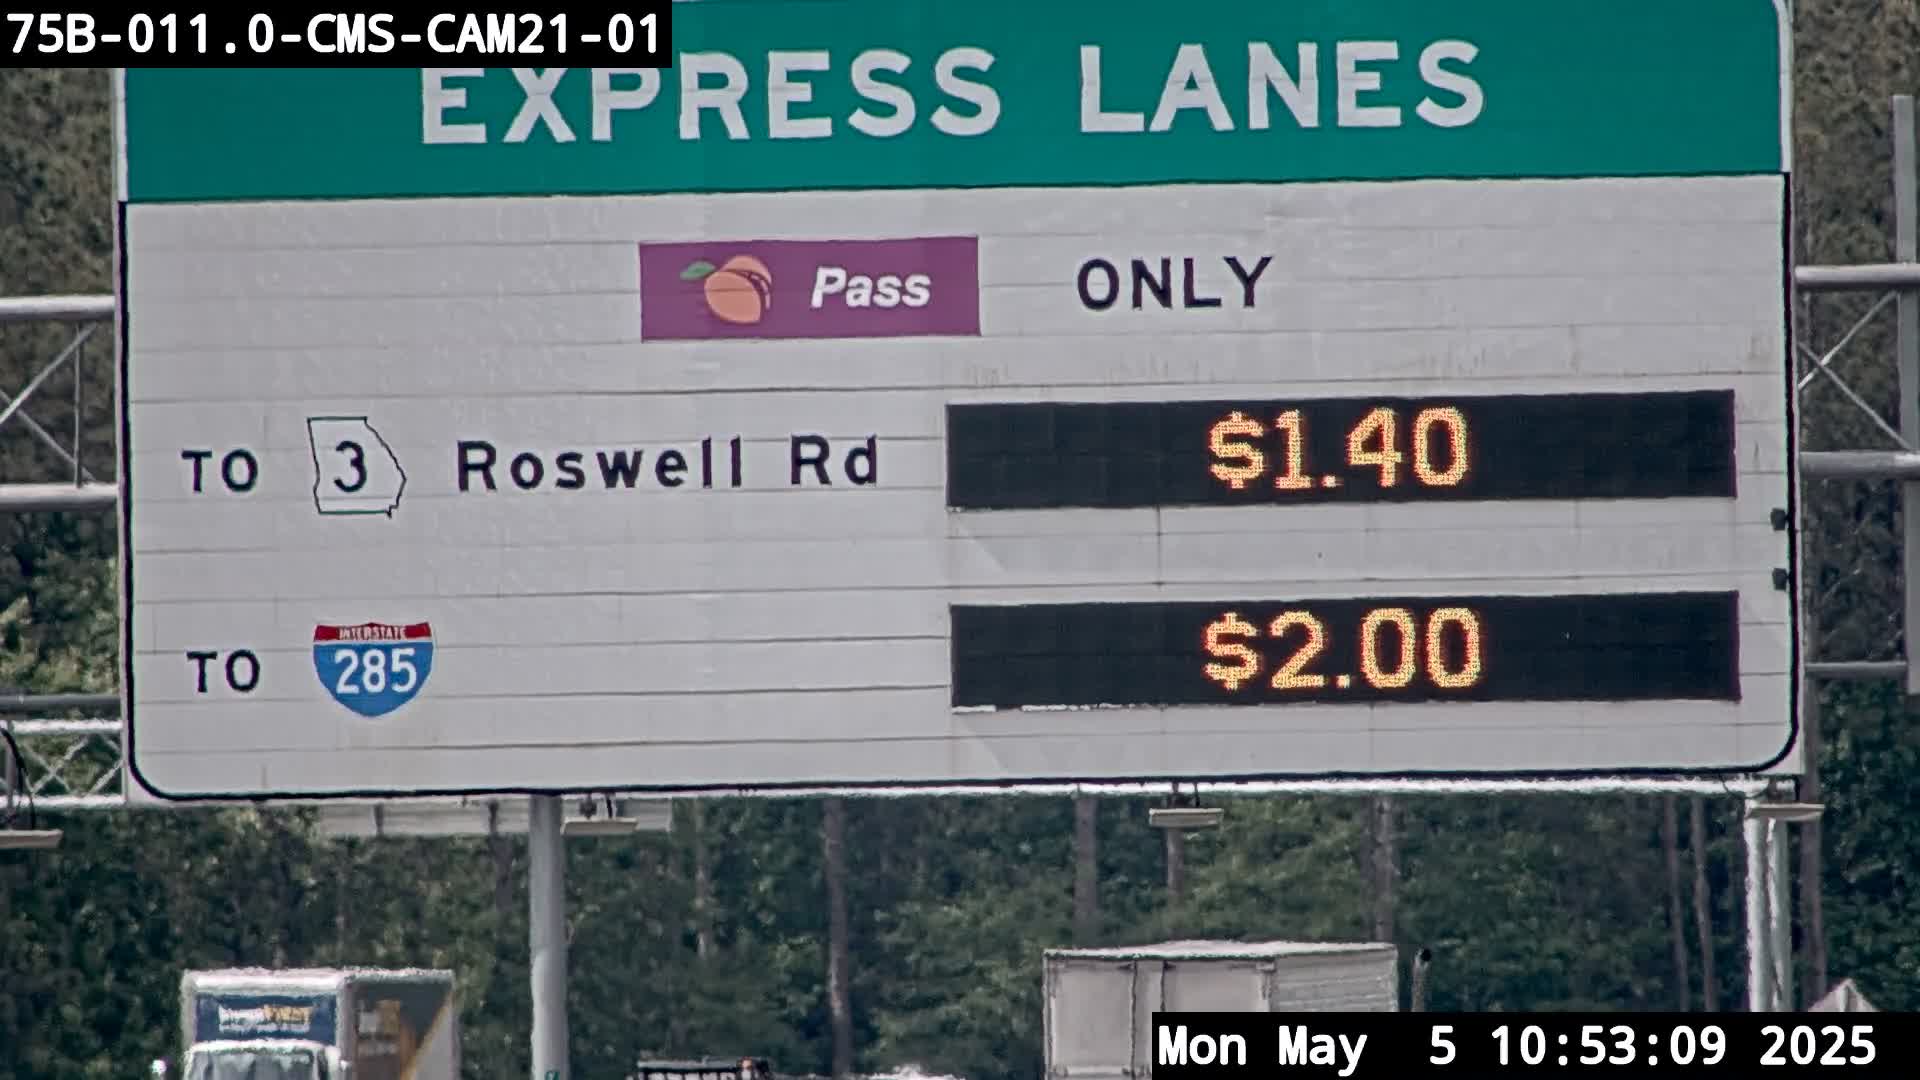 75B-011.0-CMS-CAM21-01
EXPRESS LANES
Pass ONLY
TO 3 Roswell Rd $1.40
INTERSTATE
TO 285 $2.00
Mon May 5 10:53:09 2025